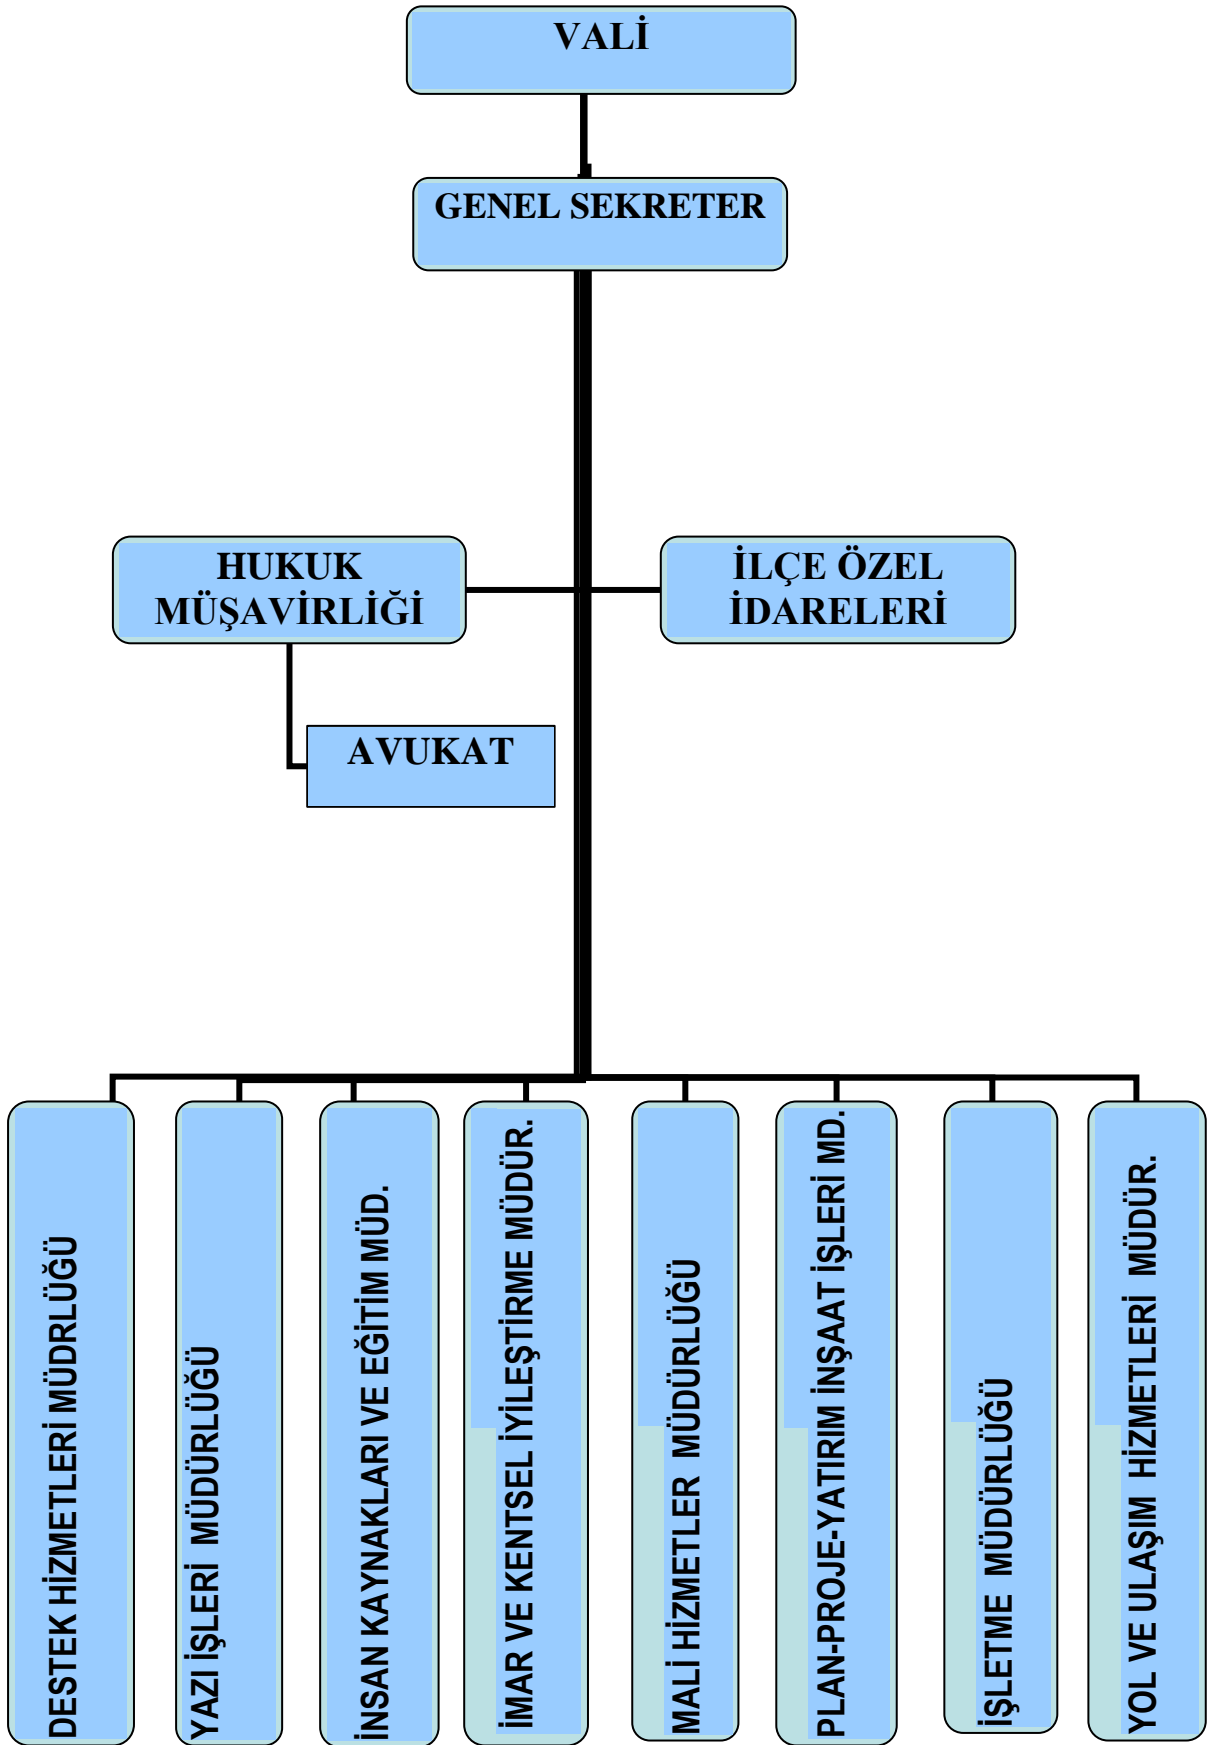 VALİ
GENEL SEKRETER
HUKUK
MÜŞAVİRLİĞİ
İLÇE ÖZEL
İDARELERİ
AVUKAT
DESTEK HİZMETLERİ MÜDRLÜĞÜ
YAZI İŞLERİ MÜDÜRLÜĞÜ
İNSAN KAYNAKLARI VE EĞİTİM MÜD.
İMAR VE KENTSEL İYİLEŞTİRME MÜDÜR.
MALİ HİZMETLER MÜDÜRLÜĞÜ
PLAN-PROJE-YATIRIM İNŞAAT İŞLERİ MD.
İŞLETME MÜDÜRLÜĞÜ
YOL VE ULAŞIM HİZMETLERİ MÜDÜR.